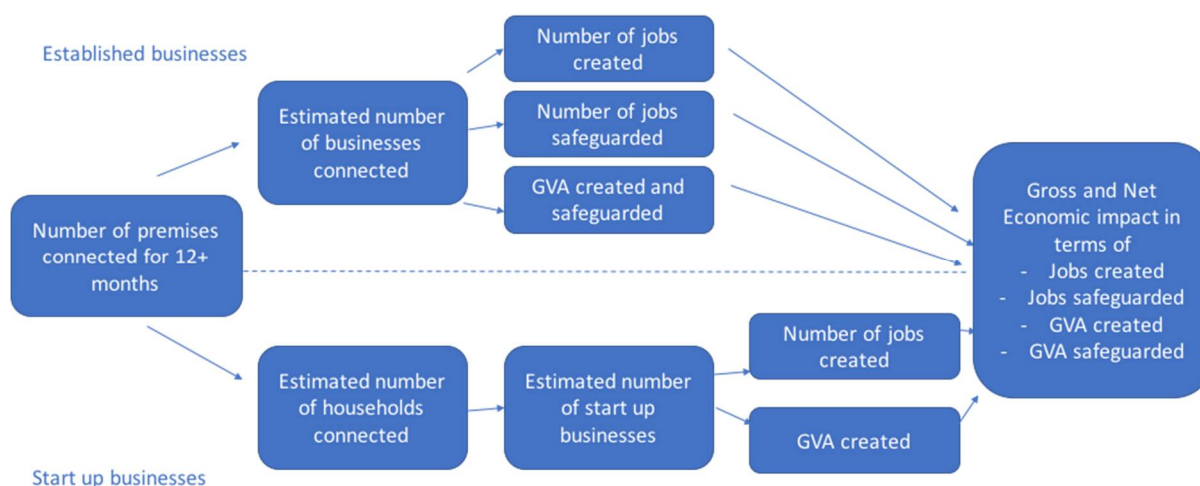 Established businesses
Number of jobs
created
Estimated number
of businesses
connected
Number of jobs
safeguarded
GVA created and
safeguarded
Number of premises
connected for 12+
months
Gross and Net
Economic impact in
terms of
- Jobs created
- Jobs safeguarded
- GVA created
- GVA safeguarded
Estimated number
of households
connected
Estimated number
of start up
businesses
Number of jobs
created
GVA created
Start up businesses